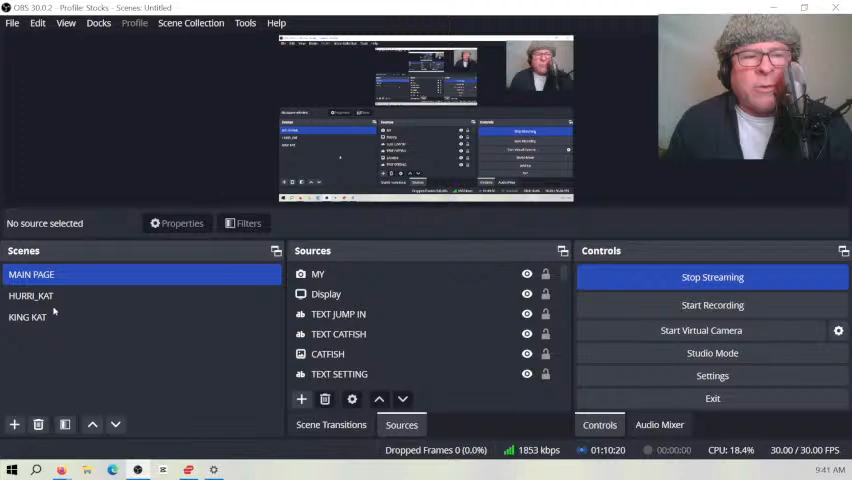 OBS 30.0.2 - Profile: Stocks - Scenes: Untitled
File Edit View Docks Profile Scene Collection Tools Help
No source selected Properties Filters
Scenes
MAIN PAGE
HURRI_KAT
KING KAT
Sources
MY
Display
TEXT JUMP IN
TEXT CATFISH
CATFISH
TEXT SETTING
Scene Transitions Sources
Controls
Stop Streaming
Start Recording
Start Virtual Camera
Studio Mode
Settings
Exit
Controls Audio Mixer
Dropped Frames 0 (0.0%) 1853 kbps 01:10:20 00:00:00 CPU: 18.4% 30.00 / 30.00 FPS
9:41 AM